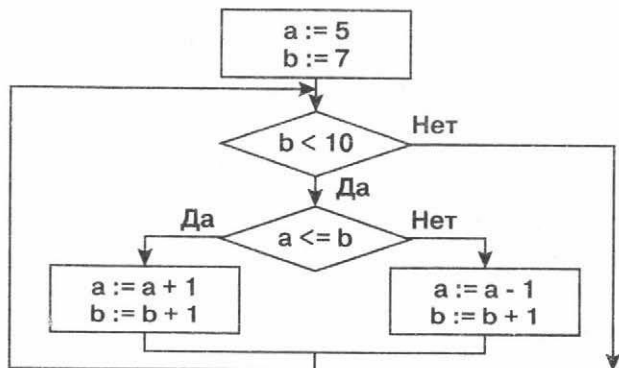 a := 5
b := 7
b < 10
Нет
Да
Да
a <= b
Нет
a := a + 1
b := b + 1
a := a - 1
b := b + 1